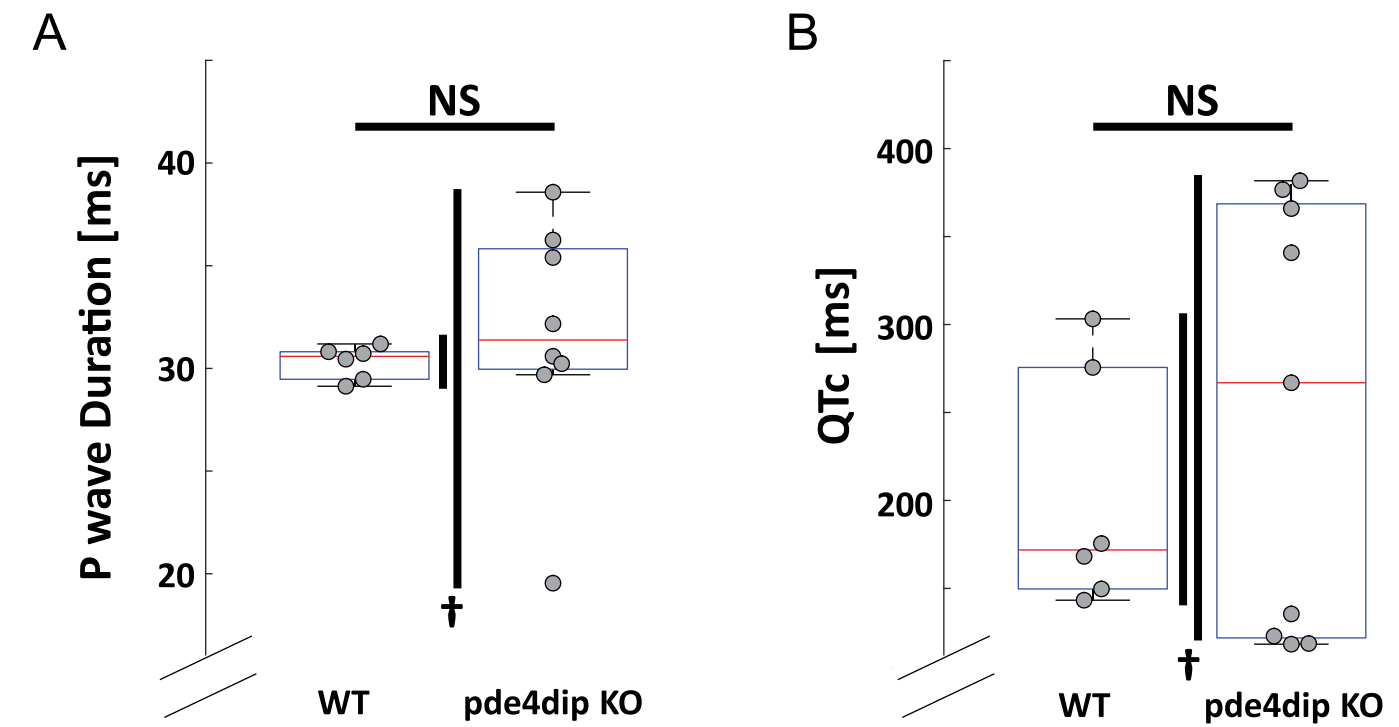 A
NS
P wave Duration [ms]
40
30
20
†
WT
pde4dip KO
B
NS
QTc [ms]
400
300
200
†
WT
pde4dip KO